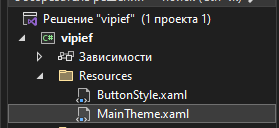 Решение "vipief" (1 проекта 1)
C# vipief
Зависимости
Resources
ButtonStyle.xaml
MainTheme.xaml